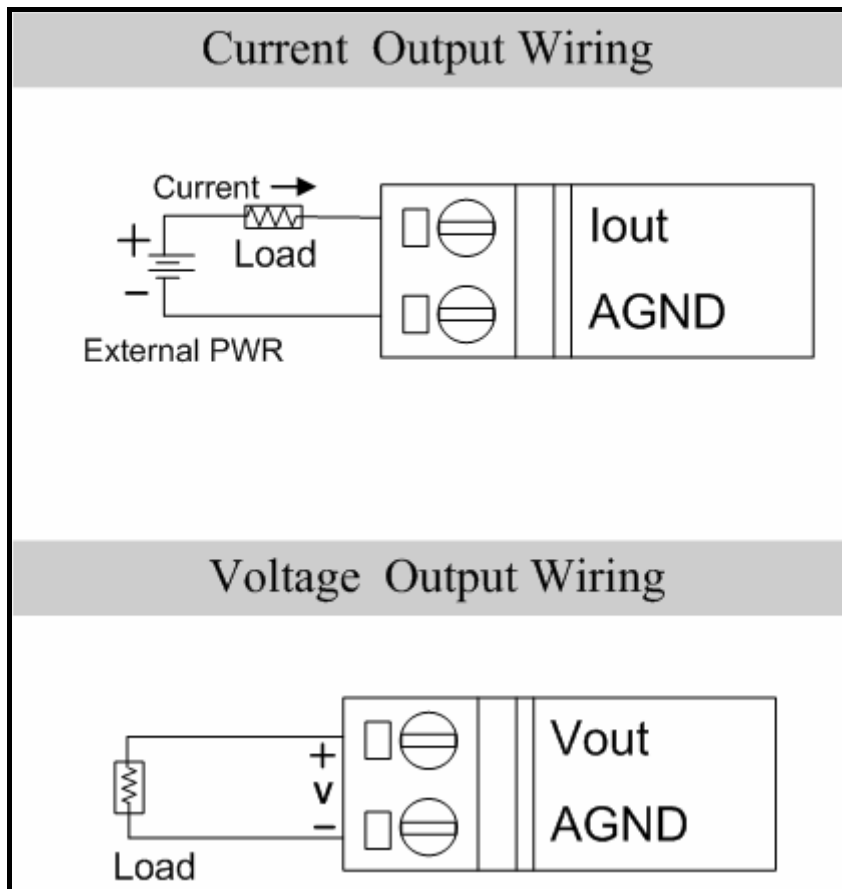 Current Output Wiring
Current →
+
Load
−
External PWR
Iout
AGND
Voltage Output Wiring
+
V
−
Load
Vout
AGND